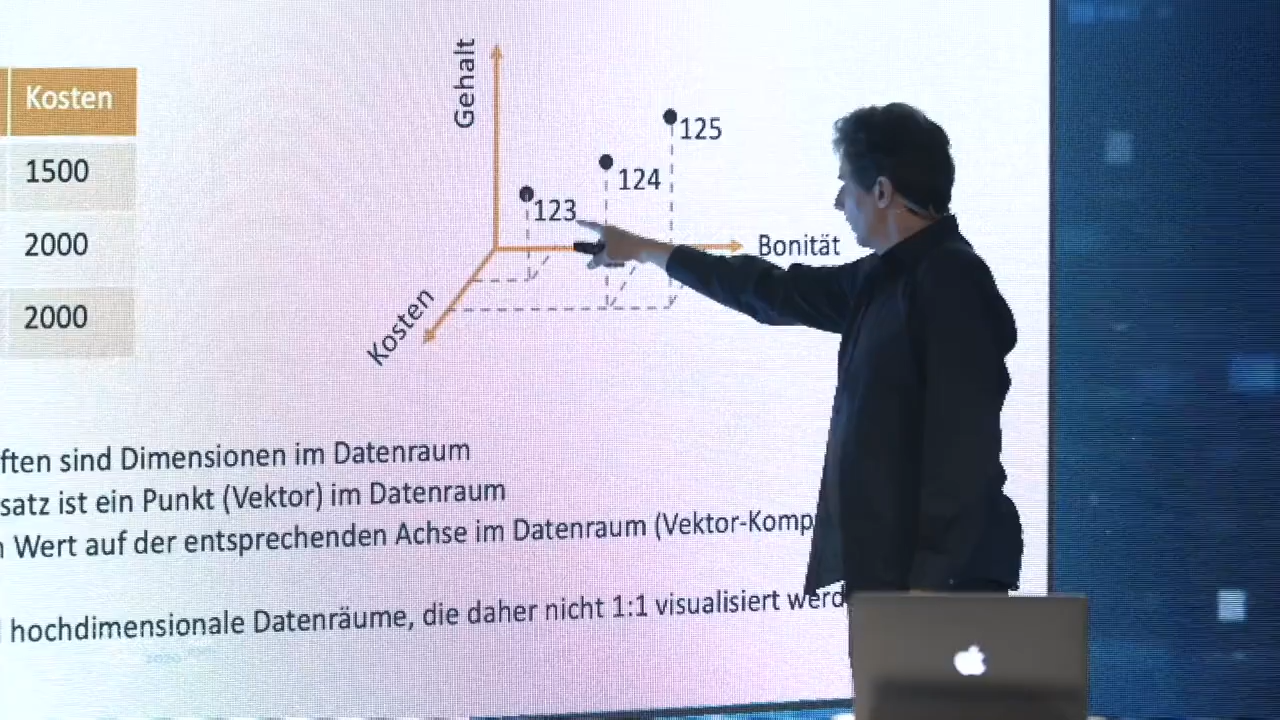 Kosten
1500
2000
2000
Gehalt
125
124
123
Bonität
Kosten
sind Dimensionen im Datenraum
ist ein Punkt (Vektor) im Datenraum
Wert auf der entsprechenden Achse im Datenraum (Vektor-Komp
hochdimensionale Datenräume, die daher nicht 1:1 visualisiert werd